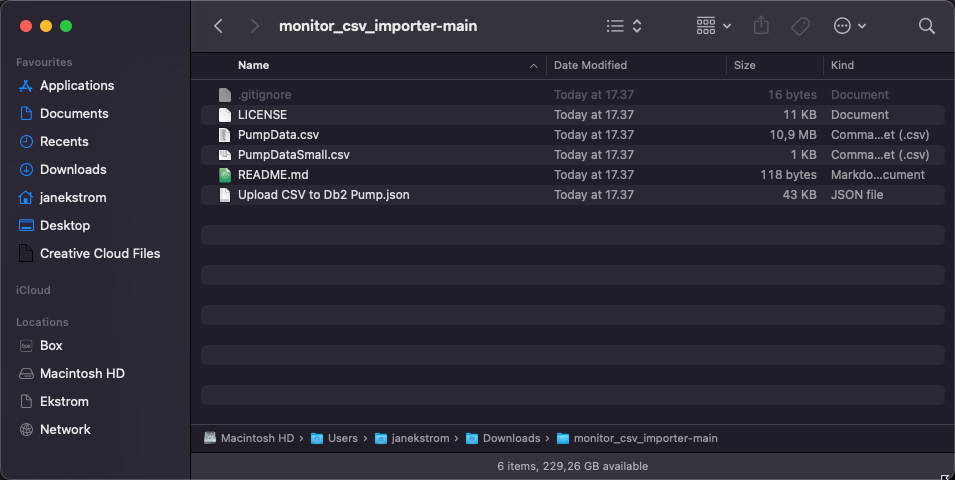 monitor_csv_importer-main
Favourites
Applications
Documents
Recents
Downloads
janekstrom
Desktop
Creative Cloud Files
iCloud
Locations
Box
Macintosh HD
Ekstrom
Network
Name Date Modified Size Kind
.gitignore Today at 17.37 16 bytes Document
LICENSE Today at 17.37 11 KB Document
PumpData.csv Today at 17.37 10,9 MB Comma...et (.csv)
PumpDataSmall.csv Today at 17.37 1 KB Comma...et (.csv)
README.md Today at 17.37 118 bytes Markdo...cument
Upload CSV to Db2 Pump.json Today at 17.37 43 KB JSON file
Macintosh HD › Users › janekstrom › Downloads › monitor_csv_importer-main
6 items, 229,26 GB available